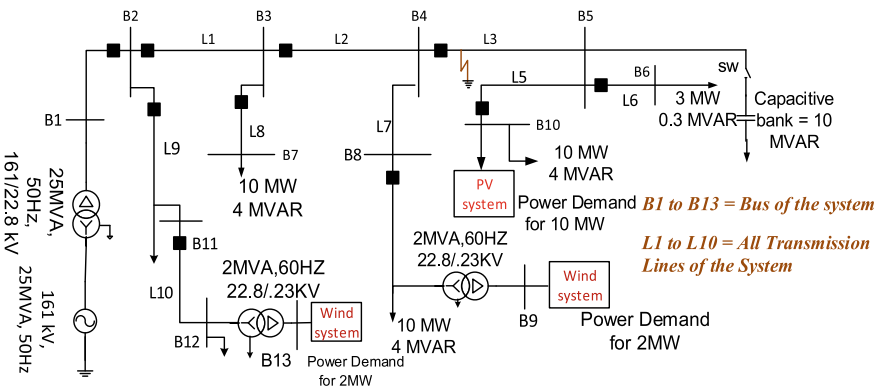 B2
B3
B4
B5
L1
L2
L3
SW
B6
L5
L6
3 MW
0.3 MVAR
Capacitive
bank = 10
MVAR
B1
L9
L8
L7
B10
B7
B8
10 MW
4 MVAR
10 MW
4 MVAR
PV
system
Power Demand
for 10 MW
B1 to B13 = Bus of the system
L1 to L10 = All Transmission
Lines of the System
25MVA,
50Hz,
161/22.8 kV
161 kV,
25MVA, 50Hz
B11
L10
2MVA,60HZ
22.8/.23KV
Wind
system
B12
B13
Power Demand
for 2MW
2MVA,60HZ
22.8/.23KV
Wind
system
B9
10 MW
4 MVAR
Power Demand
for 2MW